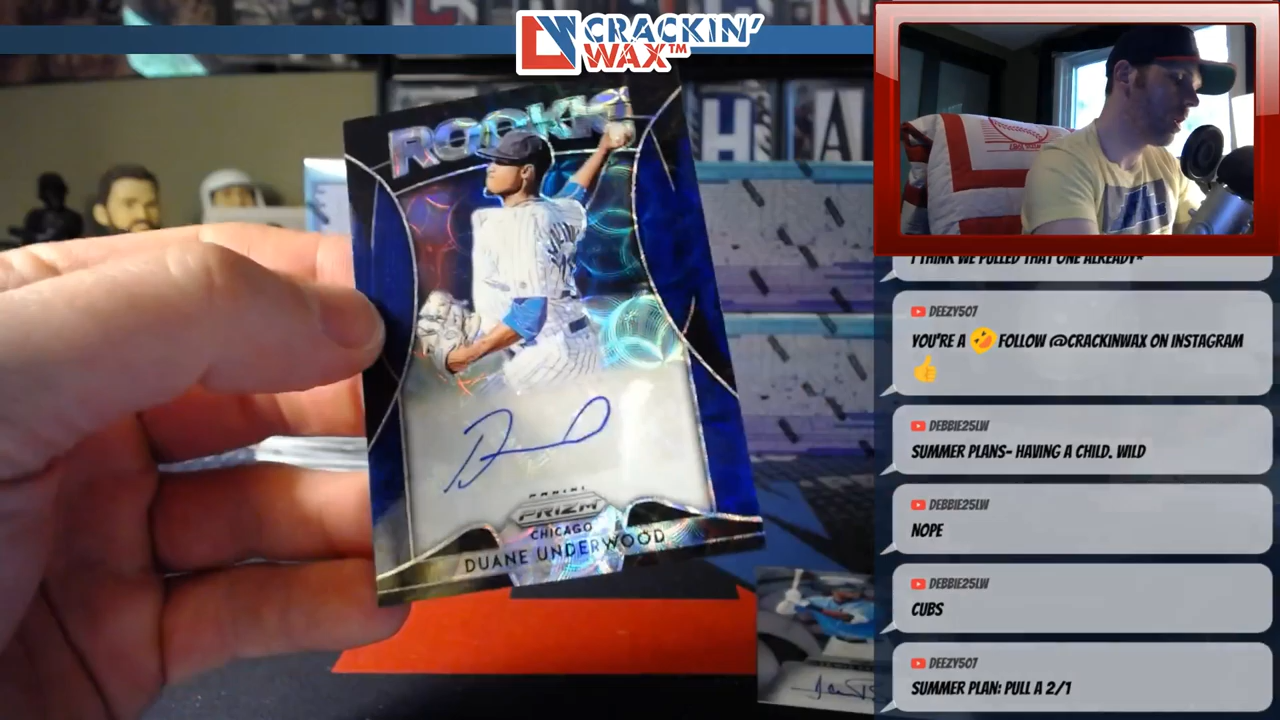 CRACKIN'
WAX™
ROOKIE
PANINI
PRIZM
CHICAGO
DUANE UNDERWOOD
H A
I THINK WE PULLED THAT ONE ALREADY*
DEEZY507
YOU'RE A 🤣 FOLLOW @CRACKINWAX ON INSTAGRAM
👍
DEBBIE25LW
SUMMER PLANS- HAVING A CHILD. WILD
DEBBIE25LW
NOPE
DEBBIE25LW
CUBS
DEEZY507
SUMMER PLAN: PULL A 2/1